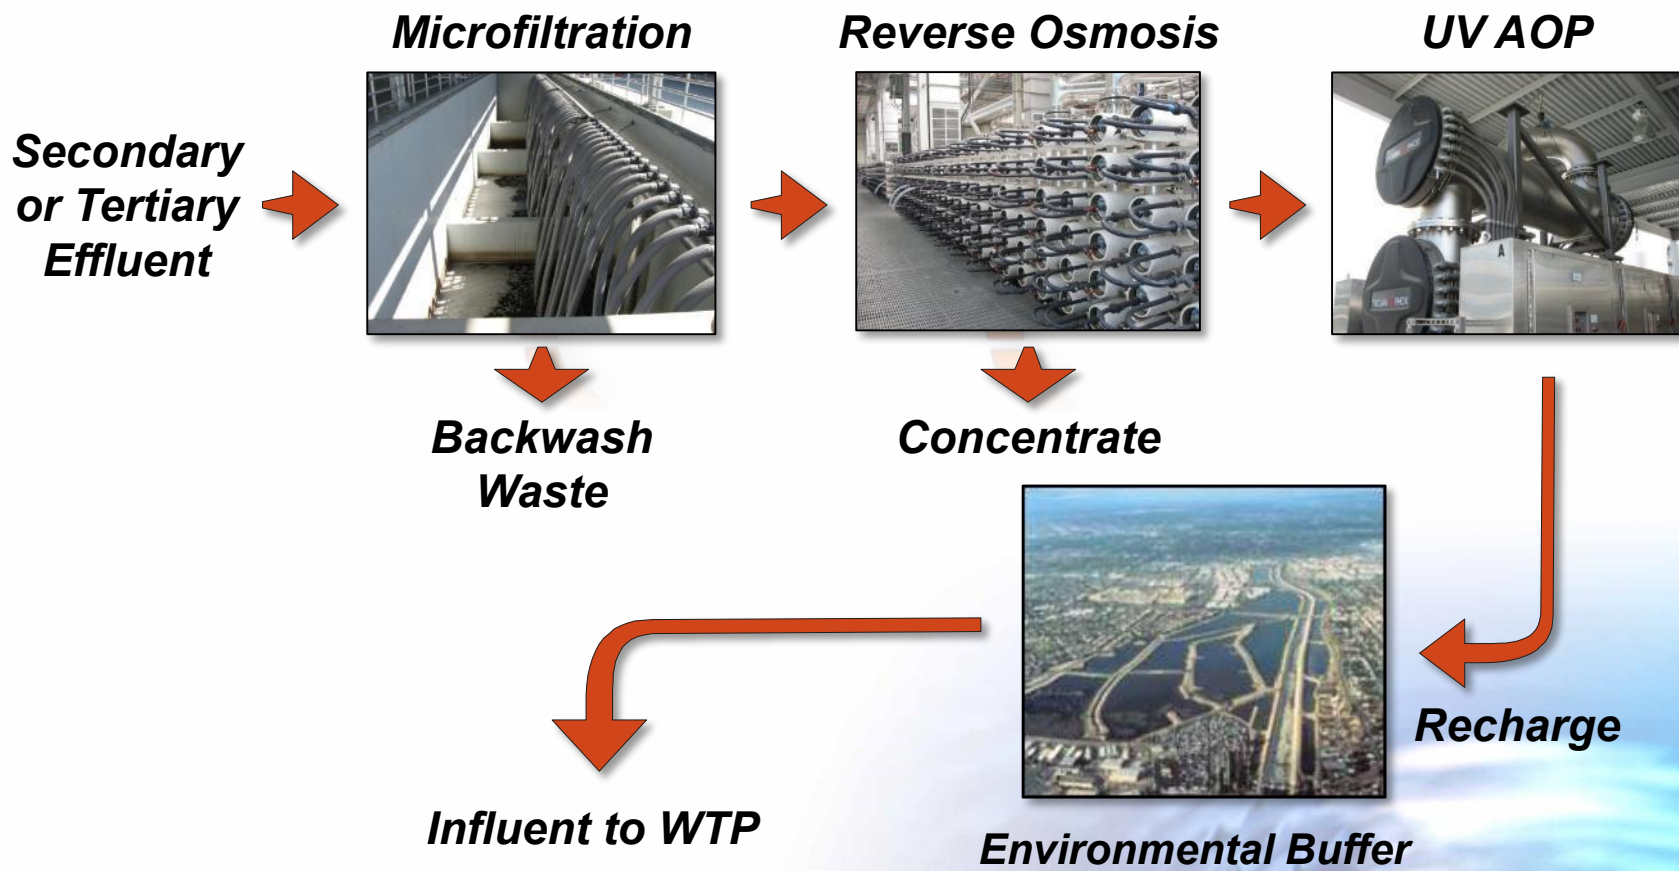 Microfiltration
Reverse Osmosis
UV AOP
Secondary
or Tertiary
Effluent
A
Backwash
Waste
Concentrate
Recharge
Influent to WTP
Environmental Buffer